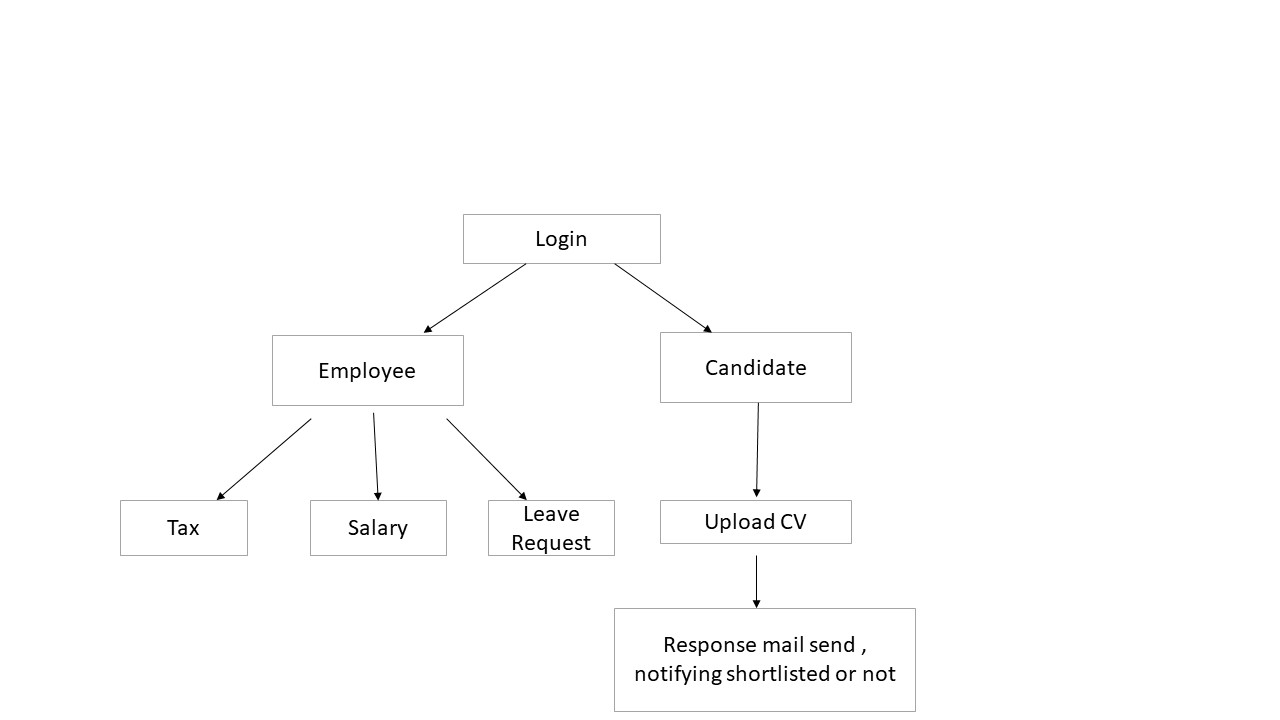 Login
Employee
Candidate
Tax
Salary
Leave
Request
Upload CV
Response mail send ,
notifying shortlisted or not